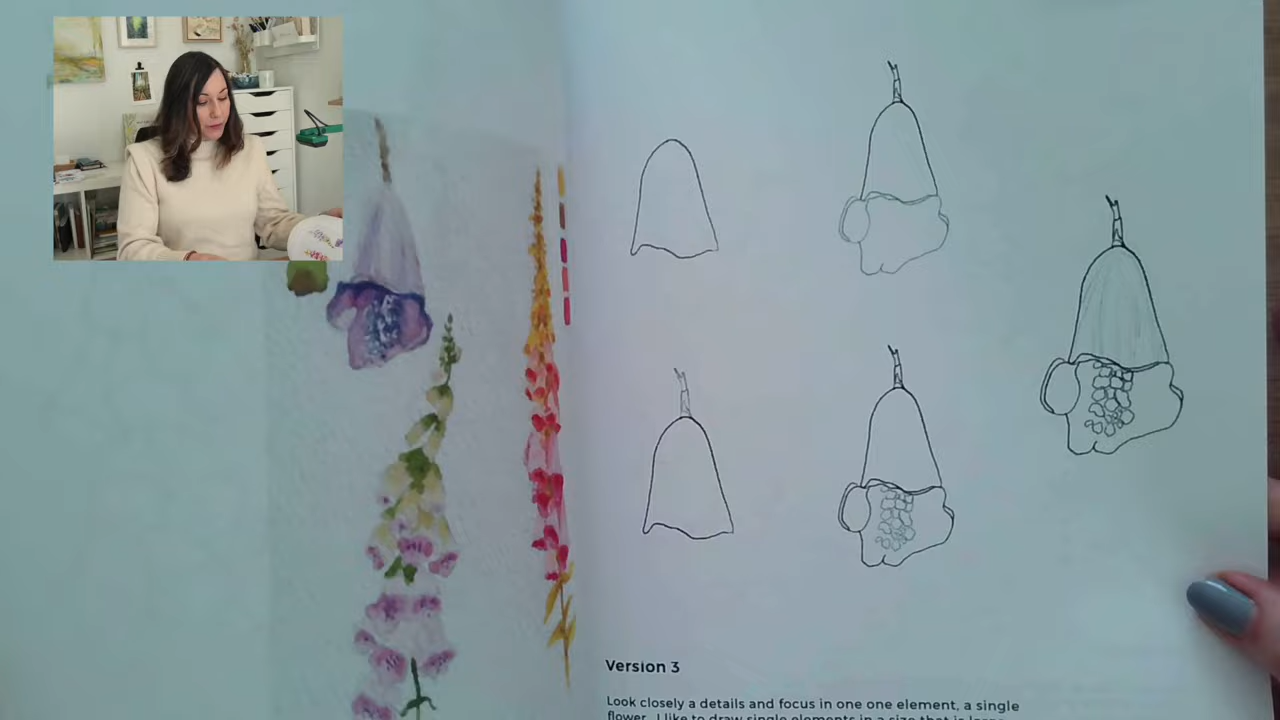 Version 3
Look closely a details and focus in one one element, a single
flower. I like to draw single elements in a size that is large